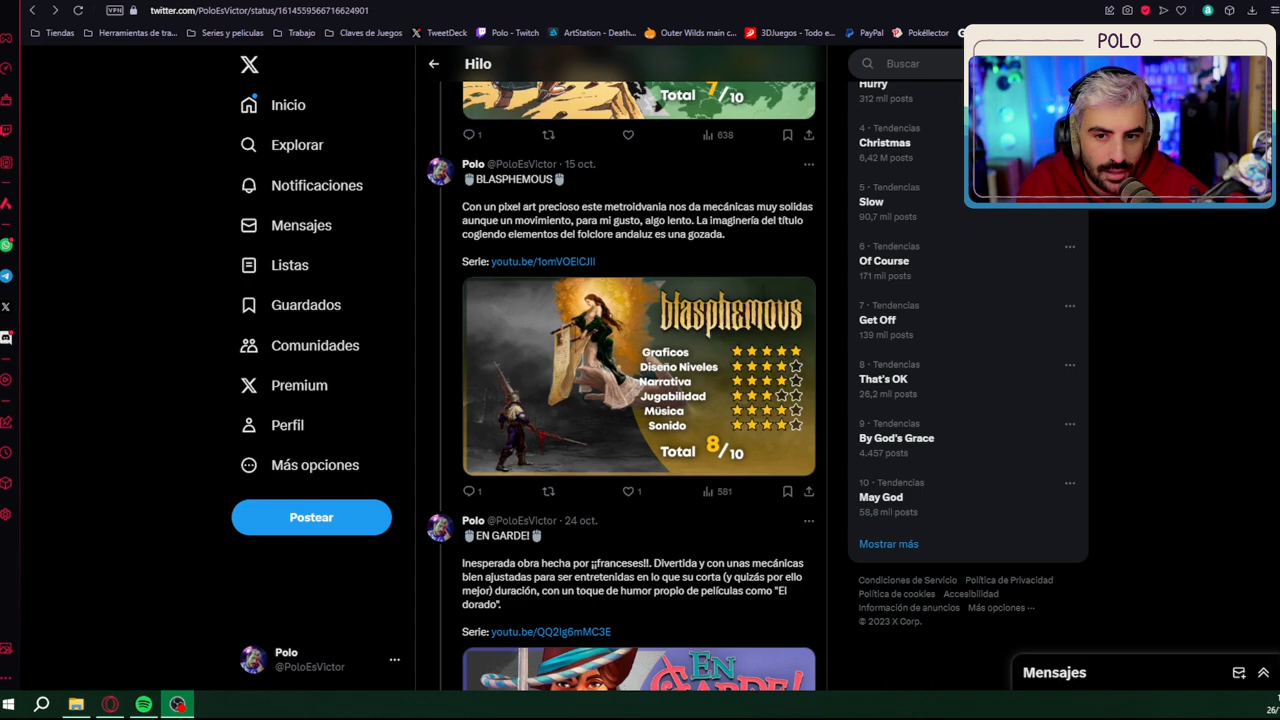 twitter.com/PoloEsVictor/status/1614559566716624901
VPN
Tiendas
Herramientas de tra...
Series y peliculas
Trabajo
Claves de Juegos
TweetDeck
Polo - Twitch
ArtStation - Death...
Outer Wilds main c...
3DJuegos - Todo e...
PayPal
Pokéllector
POLO
Inicio
Explorar
Notificaciones
Mensajes
Listas
Guardados
Comunidades
Premium
Perfil
Más opciones
Postear
Polo
@PoloEsVictor
Hilo
Total 7/10
1
638
Polo @PoloEsVictor · 15 oct.
BLASPHEMOUS
Con un pixel art precioso este metroidvania nos da mecánicas muy solidas
aunque un movimiento, para mi gusto, algo lento. La imaginería del título
cogiendo elementos del folclore andaluz es una gozada.
Serie: youtu.be/1omVOEICJlI
blasphemous
Graficos
Diseño Niveles
Narrativa
Jugabilidad
Música
Sonido
Total 8/10
1
1
581
Polo @PoloEsVictor · 24 oct.
EN GARDE!
Inesperada obra hecha por ¡¡franceses!!. Divertida y con unas mecánicas
bien ajustadas para ser entretenidas en lo que su corta (y quizás por ello
mejor) duración, con un toque de humor propio de películas como "El
dorado".
Serie: youtu.be/QQ2Ig6mMC3E
EN
GARDE!
Buscar
Hurry
312 mil posts
4 · Tendencias
Christmas
6,42 M posts
5 · Tendencias
Slow
90,7 mil posts
6 · Tendencias
Of Course
171 mil posts
7 · Tendencias
Get Off
139 mil posts
8 · Tendencias
That's OK
26,2 mil posts
9 · Tendencias
By God's Grace
4.457 posts
10 · Tendencias
May God
58,8 mil posts
Mostrar más
Condiciones de Servicio Política de Privacidad
Política de cookies Accesibilidad
Información de anuncios Más opciones ···
© 2023 X Corp.
Mensajes
26/